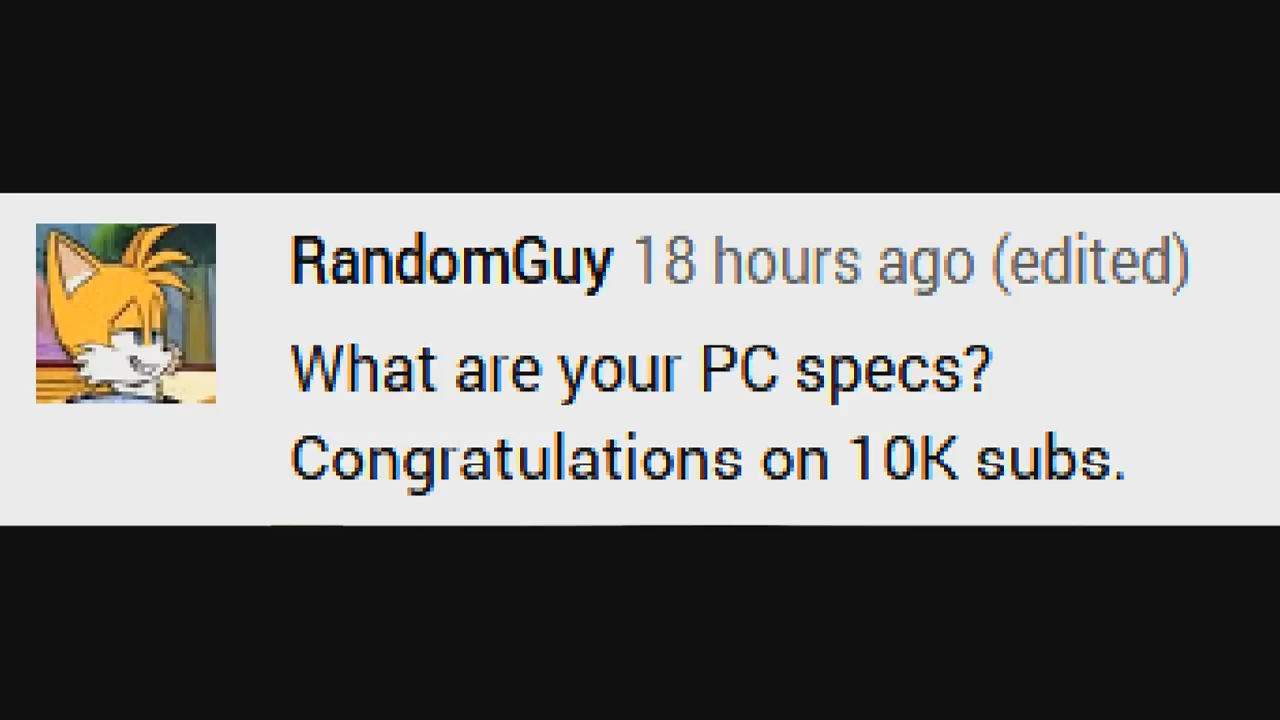 RandomGuy 18 hours ago (edited)
What are your PC specs?
Congratulations on 10K subs.